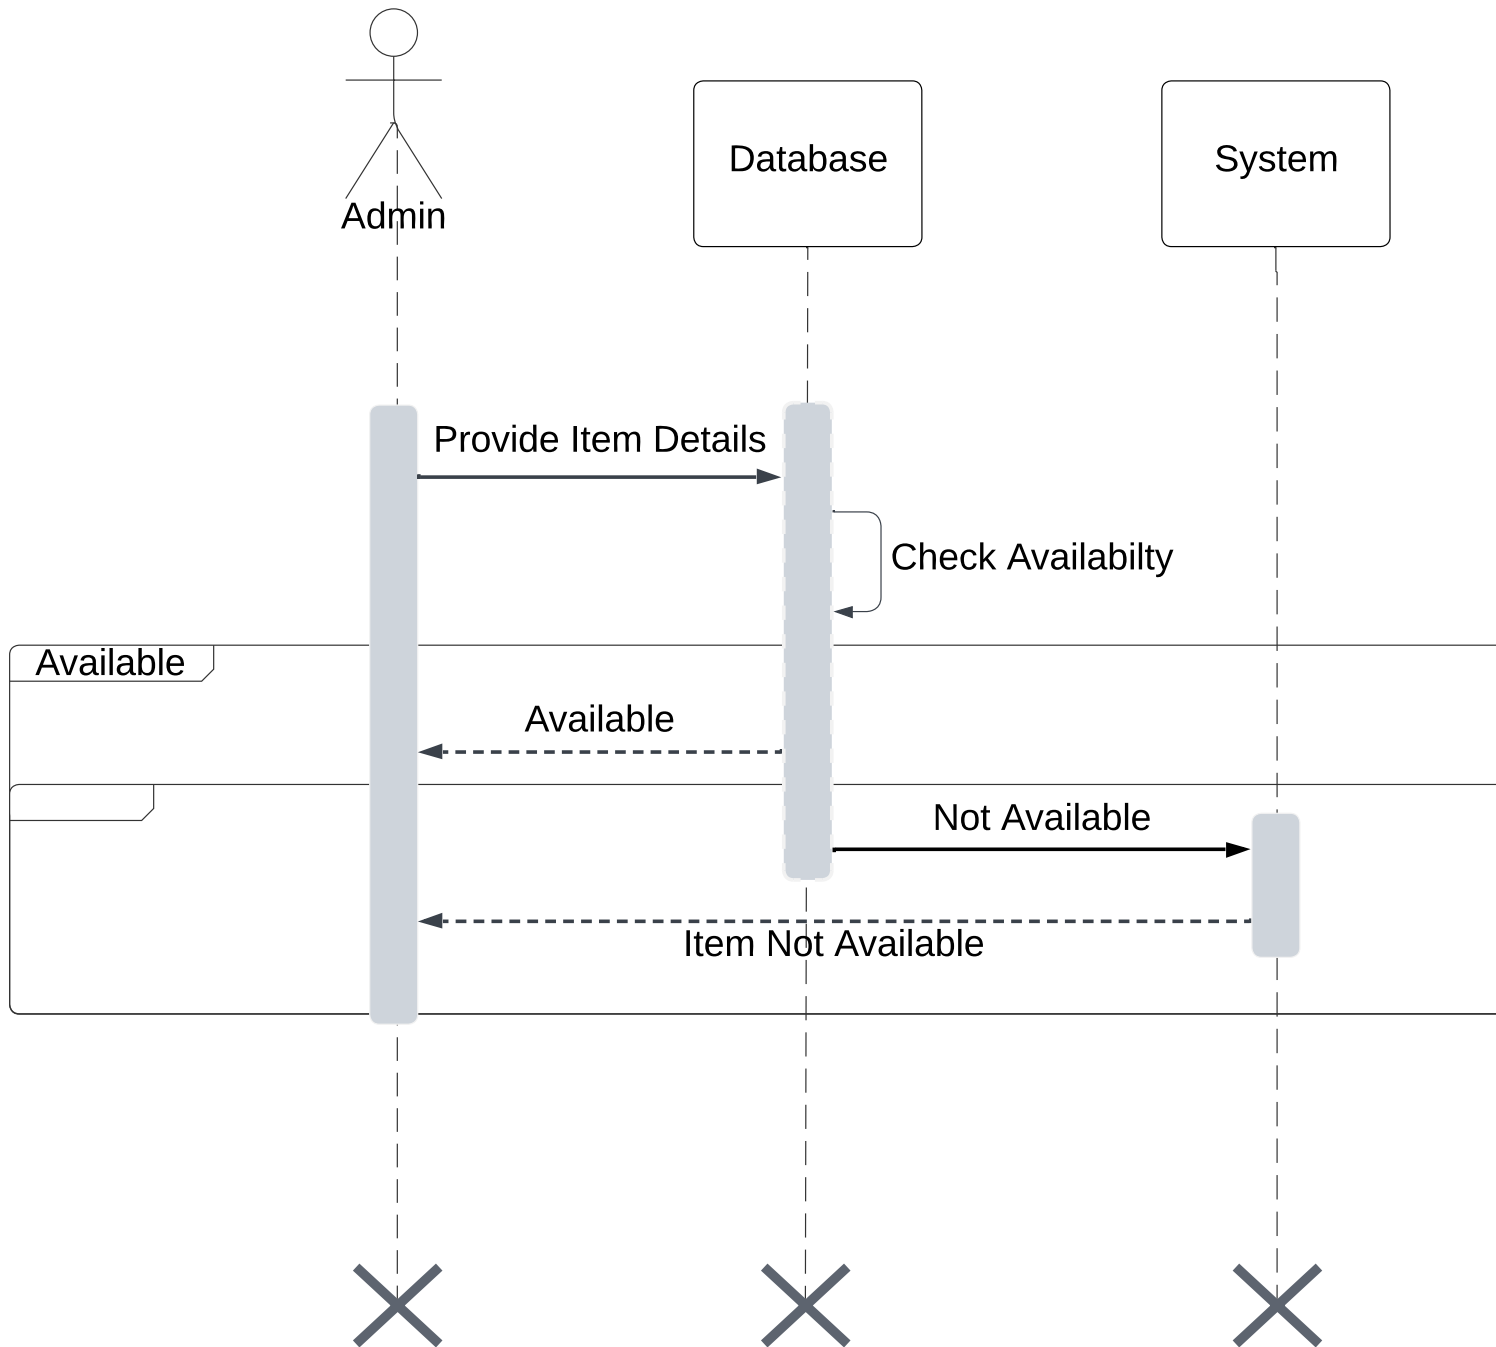 Admin
Database
System
Provide Item Details
Check Availabilty
Available
Available
Not Available
Item Not Available